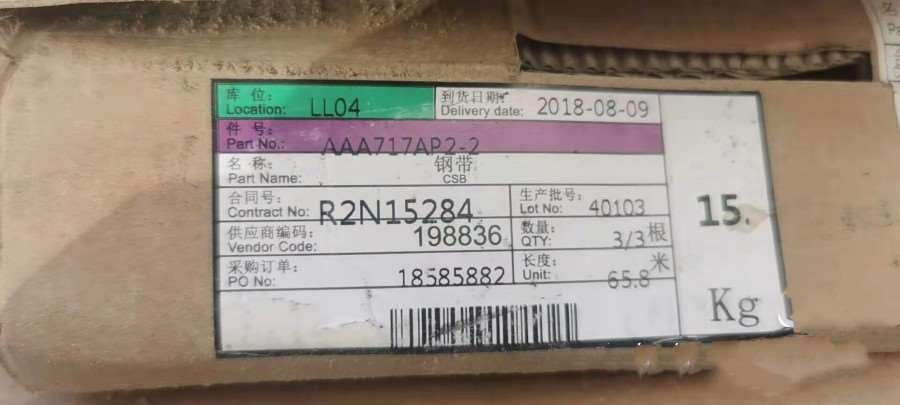 库 位：
Location: LL04
到货日期：
Delivery date: 2018-08-09
件 号：
Part No.: AAA717AP2-2
名 称： 钢带
Part Name: CSB
合同号：
Contract No: R2N15284
生产批号：
Lot No: 40103
供应商编码：
Vendor Code: 198836
数量：
QTY: 3/3 根
采购订单：
PO No: 18585882
长度： 米
Unit: 65.8
15.
Kg